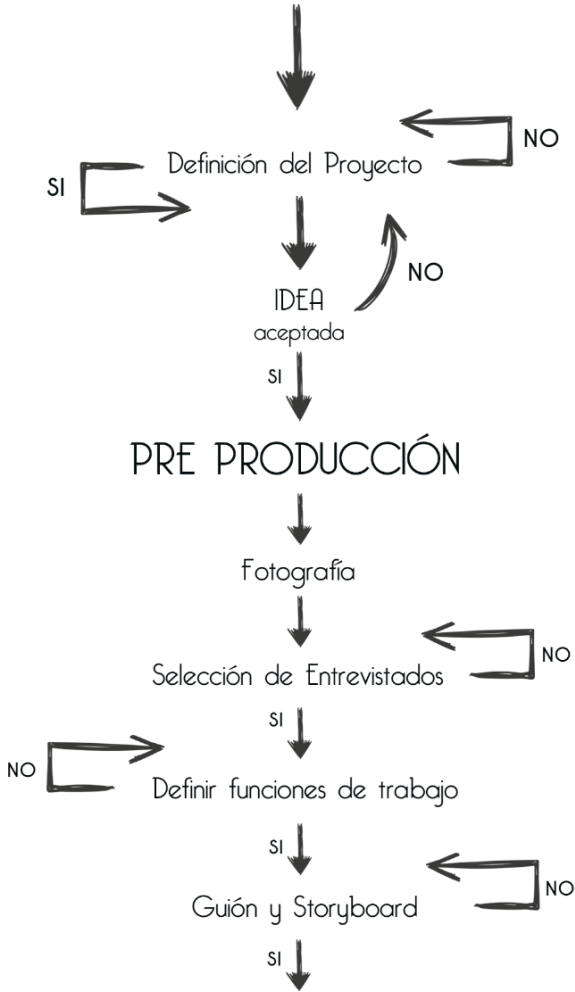 NO
Definición del Proyecto
SI
NO
IDEA
aceptada
SI
PRE PRODUCCIÓN
Fotografía
NO
Selección de Entrevistados
SI
NO
Definir funciones de trabajo
SI
NO
Guión y Storyboard
SI